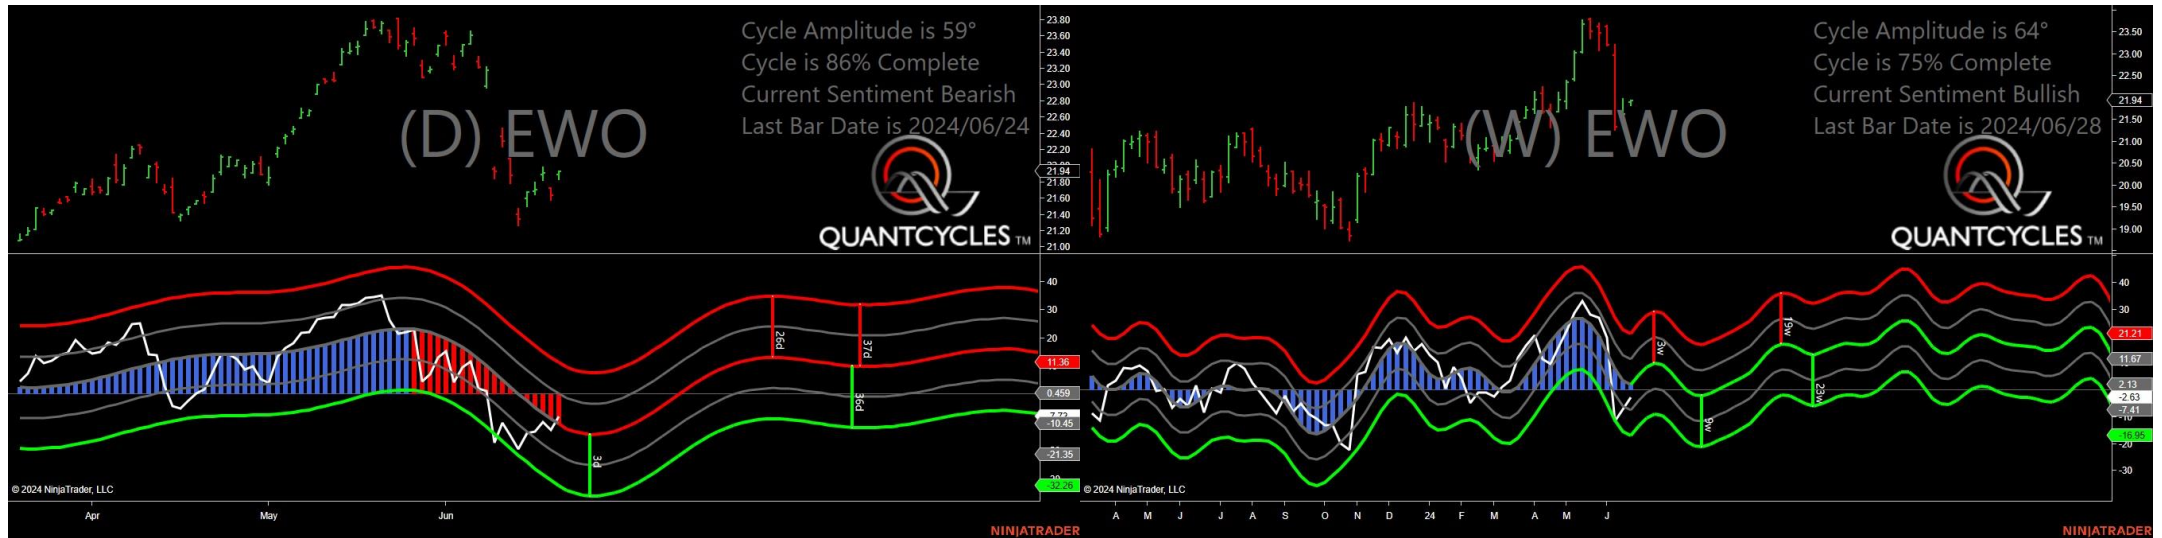 Cycle Amplitude is 59°
Cycle is 86% Complete
Current Sentiment Bearish
Last Bar Date is 2024/06/24
(D) EWO
QUANTCYCLES TM
23.80
23.60
23.40
23.20
23.00
22.80
22.60
22.40
22.20
21.94
21.80
21.60
21.40
21.20
21.00
40
30
20
11.36
0.459
-7.72
-10.45
-21.35
-32.26
26d
37d
36d
3d
© 2024 NinjaTrader, LLC
Apr
May
Jun
NINJATRADER
Cycle Amplitude is 64°
Cycle is 75% Complete
Current Sentiment Bullish
Last Bar Date is 2024/06/28
(W) EWO
QUANTCYCLES TM
23.50
23.00
22.50
21.94
21.50
21.00
20.50
20.00
19.50
19.00
40
30
21.21
11.67
2.13
-2.63
-7.41
-16.95
-20
-30
3w
19w
9w
23w
© 2024 NinjaTrader, LLC
A M J J A S O N D 24 F M A M J
NINJATRADER